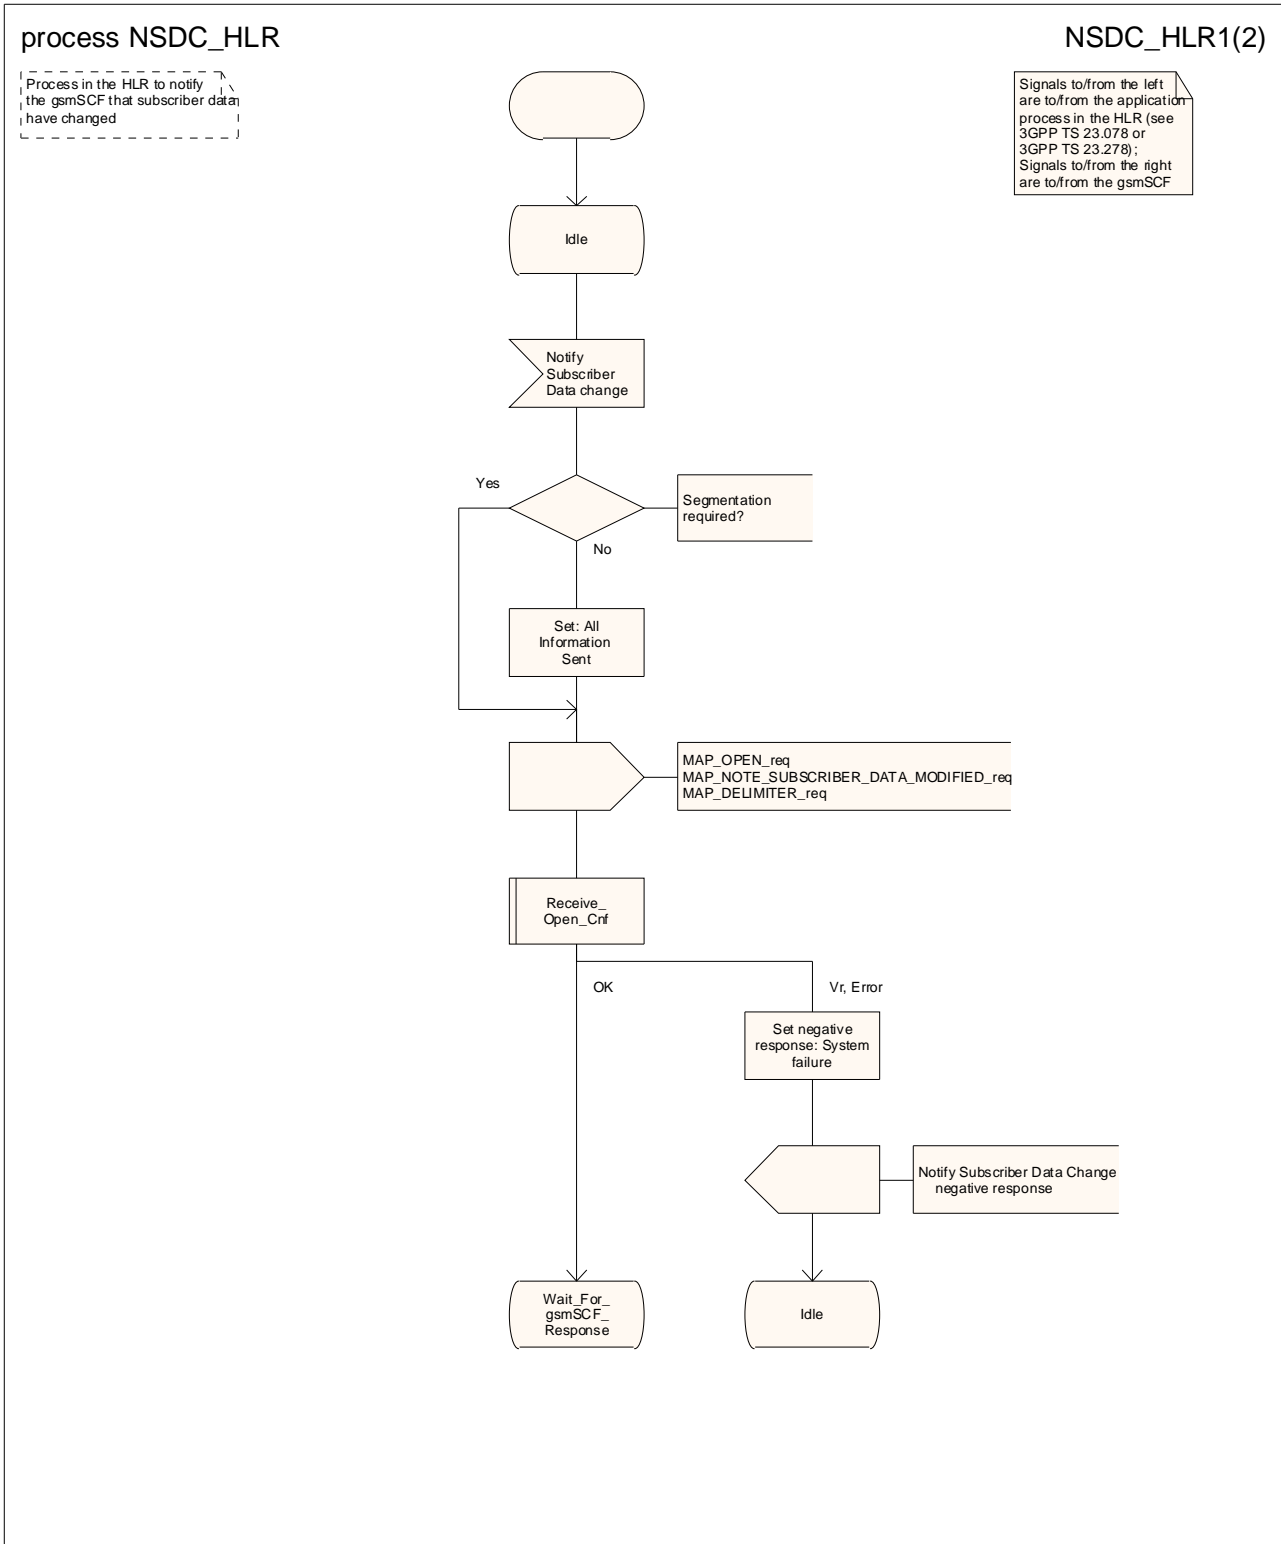 process NSDC_HLR
NSDC_HLR1(2)
Process in the HLR to notify
the gsmSCF that subscriber data
have changed
Signals to/from the left
are to/from the application
process in the HLR (see
3GPP TS 23.078 or
3GPP TS 23.278);
Signals to/from the right
are to/from the gsmSCF
Idle
Notify
Subscriber
Data change
Yes
Segmentation
required?
No
Set: All
Information
Sent
MAP_OPEN_req
MAP_NOTE_SUBSCRIBER_DATA_MODIFIED_req
MAP_DELIMITER_req
Receive_
Open_Cnf
OK
Vr, Error
Set negative
response: System
failure
Notify Subscriber Data Change
negative response
Wait_For_
gsmSCF_
Response
Idle